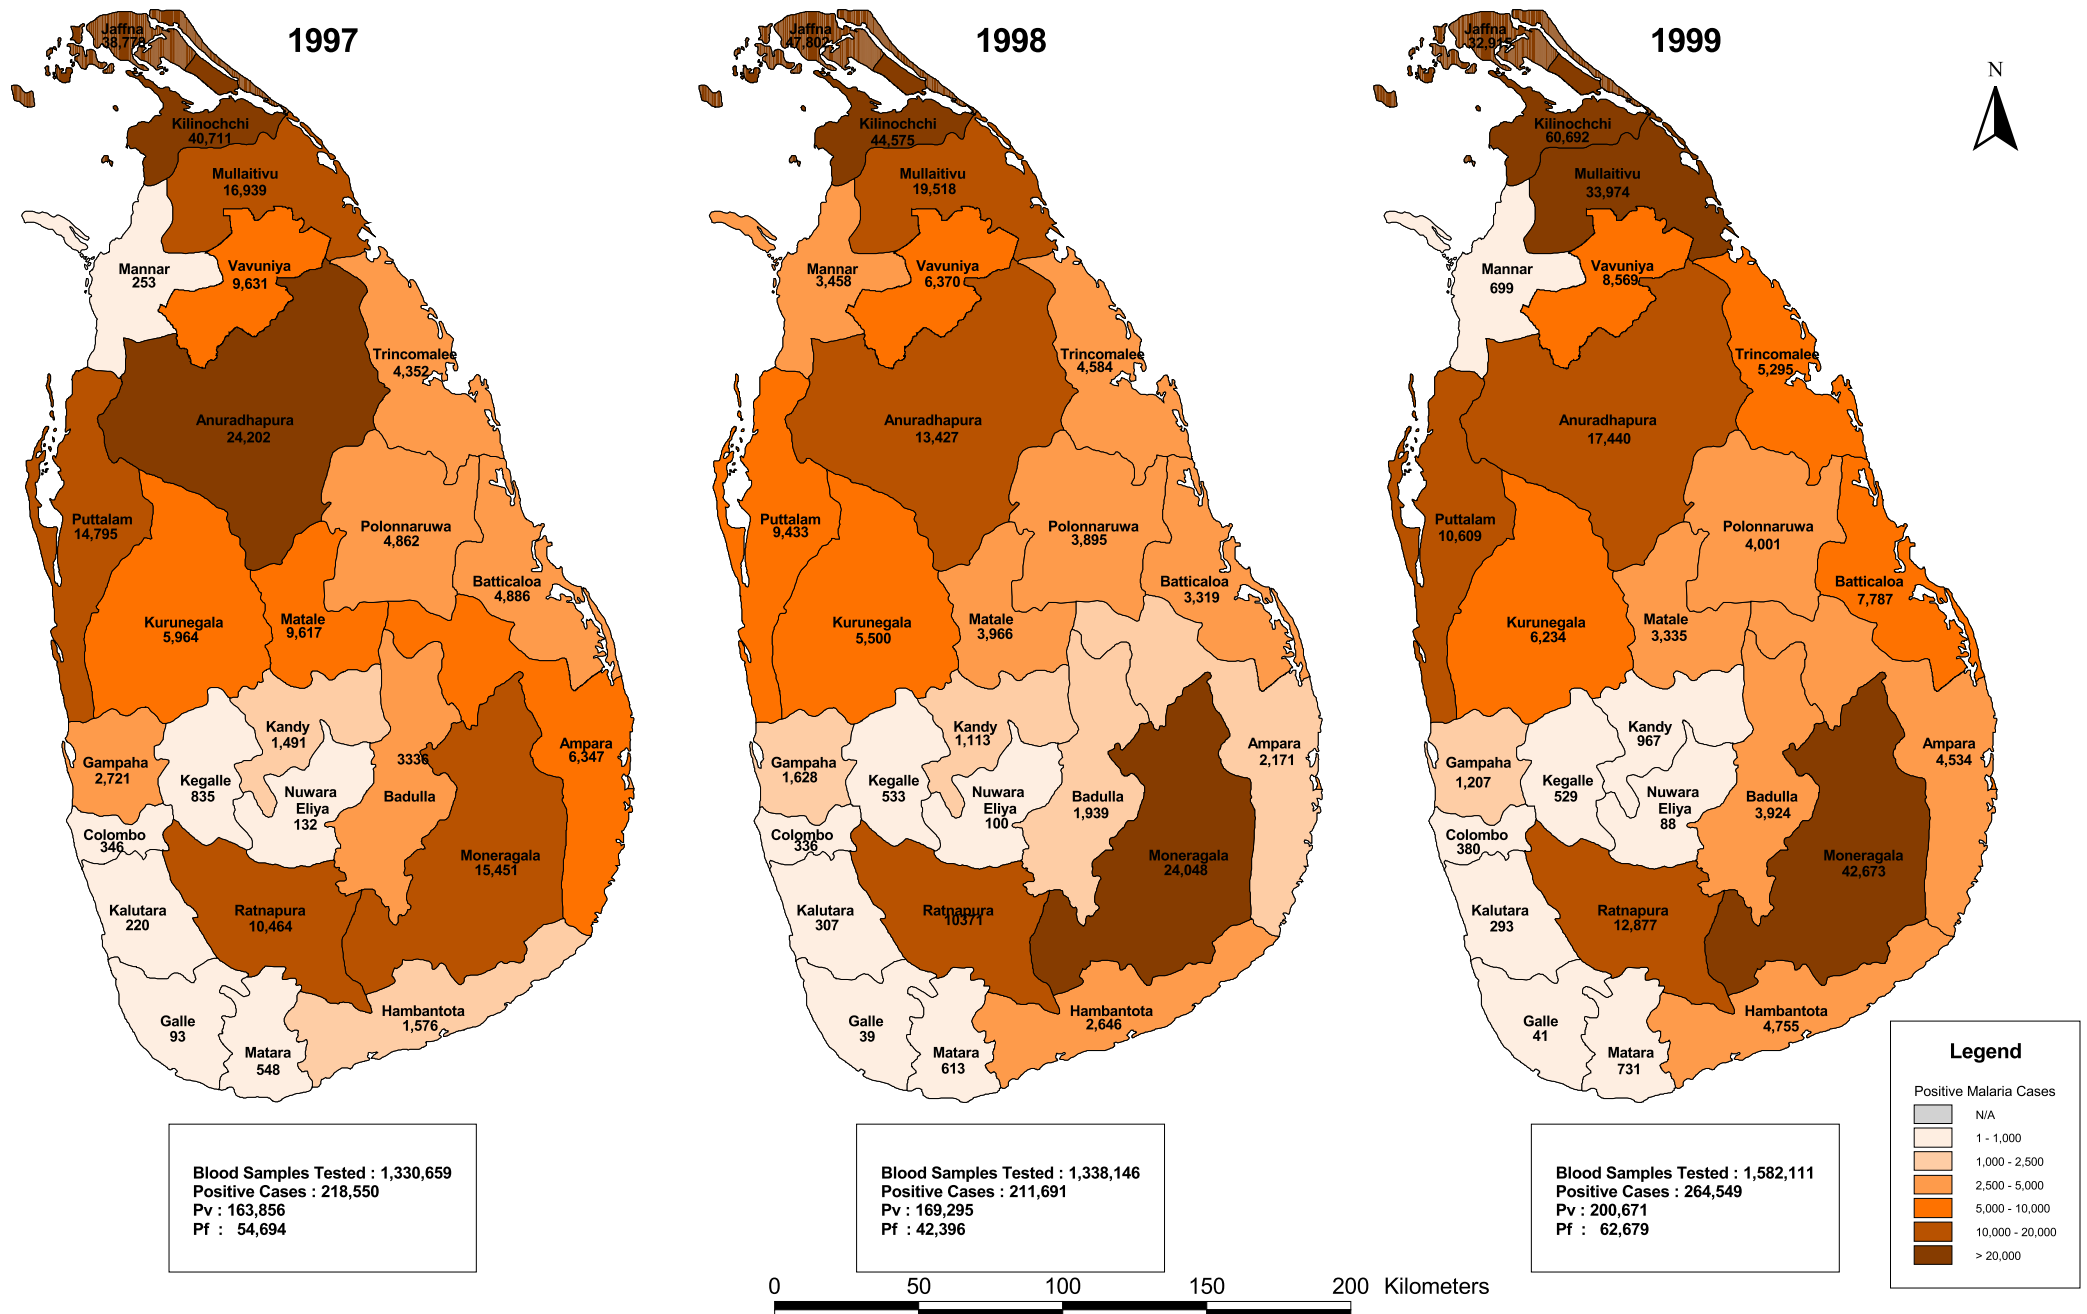 1997
Jaffna
38,778
Kilinochchi
40,711
Mullaitivu
16,939
Mannar
253
Vavuniya
9,631
Trincomalee
4,352
Anuradhapura
24,202
Puttalam
14,795
Polonnaruwa
4,862
Batticaloa
4,886
Kurunegala
5,964
Matale
9,617
Kandy
1,491
Gampaha
2,721
Kegalle
835
3336
Badulla
Ampara
6,347
Nuwara
Eliya
132
Colombo
346
Moneragala
15,451
Kalutara
220
Ratnapura
10,464
Galle
93
Matara
548
Hambantota
1,576
Blood Samples Tested : 1,330,659
Positive Cases : 218,550
Pv : 163,856
Pf : 54,694
1998
Jaffna
47,802
Kilinochchi
44,575
Mullaitivu
19,518
Mannar
3,458
Vavuniya
6,370
Trincomalee
4,584
Anuradhapura
13,427
Puttalam
9,433
Polonnaruwa
3,895
Batticaloa
3,319
Kurunegala
5,500
Matale
3,966
Kandy
1,113
Gampaha
1,628
Kegalle
533
Nuwara
Eliya
100
Badulla
1,939
Ampara
2,171
Colombo
336
Moneragala
24,048
Kalutara
307
Ratnapura
10371
Galle
39
Matara
613
Hambantota
2,646
Blood Samples Tested : 1,338,146
Positive Cases : 211,691
Pv : 169,295
Pf : 42,396
1999
Jaffna
32,915
Kilinochchi
60,692
Mullaitivu
33,974
Mannar
699
Vavuniya
8,569
Trincomalee
5,295
Anuradhapura
17,440
Puttalam
10,609
Polonnaruwa
4,001
Batticaloa
7,787
Kurunegala
6,234
Matale
3,335
Kandy
967
Gampaha
1,207
Kegalle
529
Nuwara
Eliya
88
Badulla
3,924
Ampara
4,534
Colombo
380
Moneragala
42,673
Kalutara
293
Ratnapura
12,877
Galle
41
Matara
731
Hambantota
4,755
Blood Samples Tested : 1,582,111
Positive Cases : 264,549
Pv : 200,671
Pf : 62,679
N
Legend
Positive Malaria Cases
N/A
1 - 1,000
1,000 - 2,500
2,500 - 5,000
5,000 - 10,000
10,000 - 20,000
> 20,000
0 50 100 150 200 Kilometers